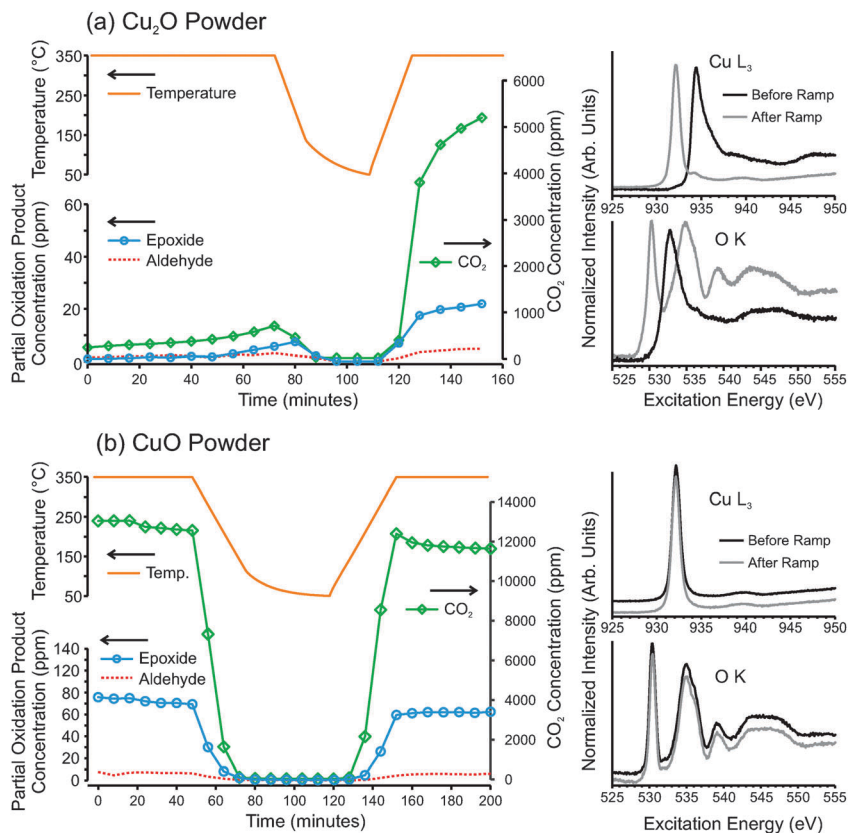 (a) Cu₂O Powder
Temperature (°C)
350
250
150
50
Temperature
Partial Oxidation Product
Concentration (ppm)
60
40
20
0
Epoxide
Aldehyde
CO₂
CO₂ Concentration (ppm)
6000
5000
4000
3000
2000
1000
0
0 20 40 60 80 100 120 140 160
Time (minutes)
Normalized Intensity (Arb. Units)
Cu L₃
Before Ramp
After Ramp
925 930 935 940 945 950
O K
525 530 535 540 545 550 555
Excitation Energy (eV)
(b) CuO Powder
Temperature (°C)
350
250
150
50
Temp.
Partial Oxidation Product
Concentration (ppm)
140
120
100
80
60
40
20
0
Epoxide
Aldehyde
CO₂
CO₂ Concentration (ppm)
14000
12000
10000
8000
6000
4000
2000
0
0 20 40 60 80 100 120 140 160 180 200
Time (minutes)
Normalized Intensity (Arb. Units)
Cu L₃
Before Ramp
After Ramp
925 930 935 940 945 950
O K
525 530 535 540 545 550 555
Excitation Energy (eV)